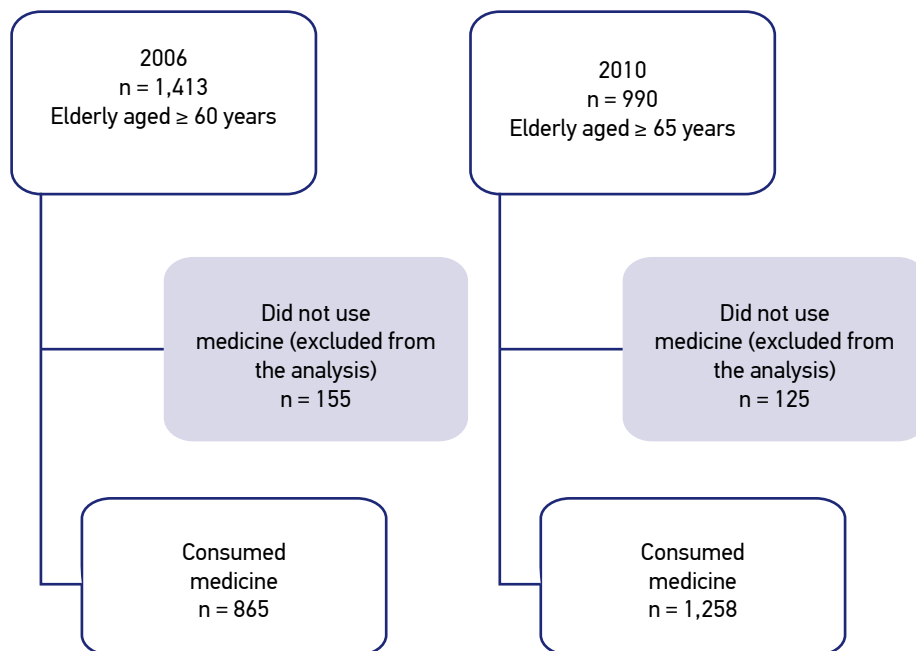 2006
n = 1,413
Elderly aged ≥ 60 years
Did not use
medicine (excluded from
the analysis)
n = 155
Consumed
medicine
n = 865
2010
n = 990
Elderly aged ≥ 65 years
Did not use
medicine (excluded from
the analysis)
n = 125
Consumed
medicine
n = 1,258